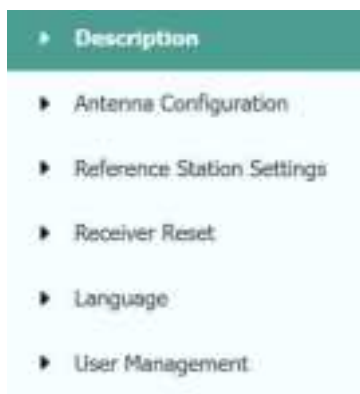 Description
Antenna Configuration
Reference Station Settings
Receiver Reset
Language
User Management